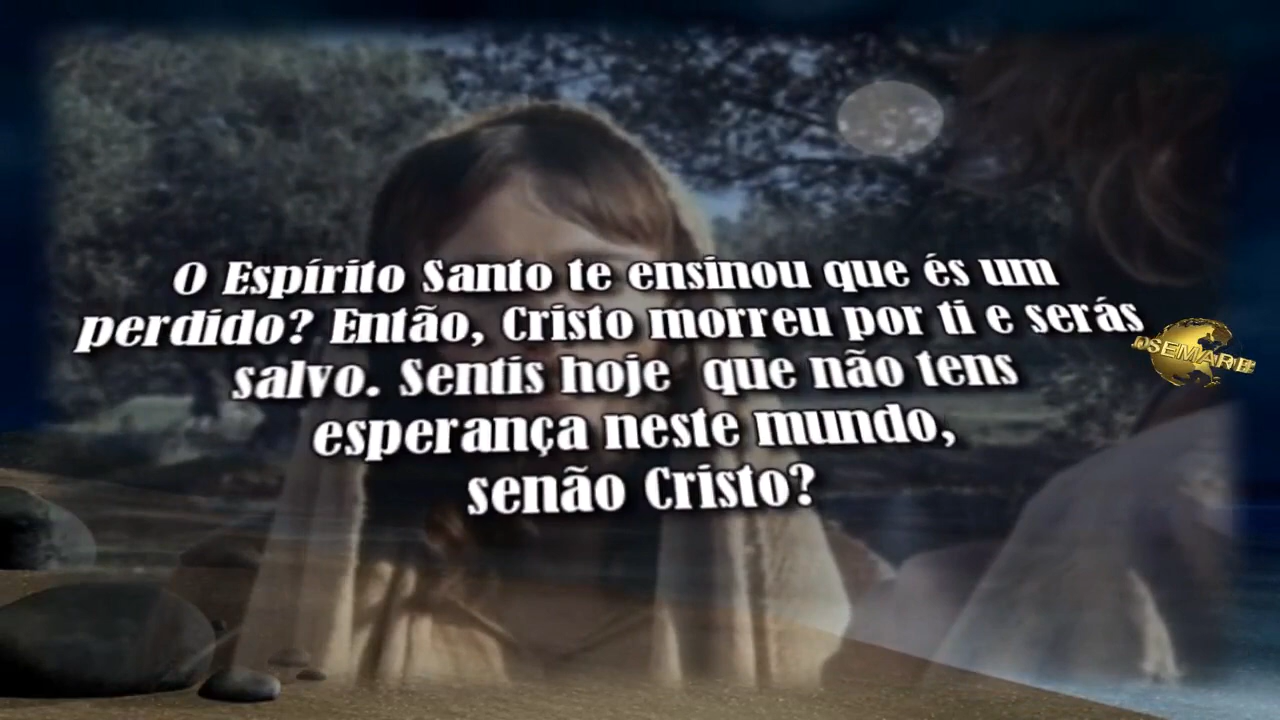 O Espírito Santo te ensinou que és um
perdido? Então, Cristo morreu por ti e serás
salvo. Sentis hoje que não tens
esperança neste mundo,
senão Cristo?
OSEMARE